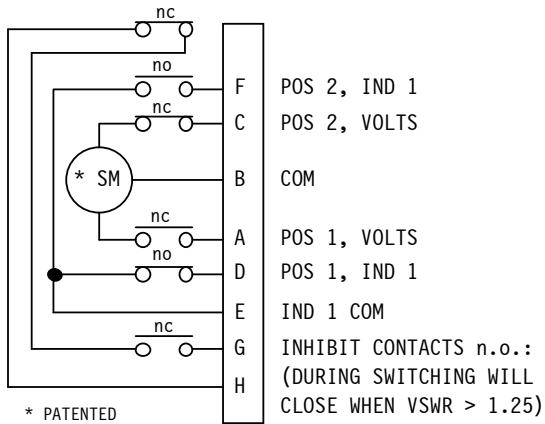 nc
no
F POS 2, IND 1
nc
C POS 2, VOLTS
* SM B COM
nc
A POS 1, VOLTS
no
D POS 1, IND 1
E IND 1 COM
nc
G INHIBIT CONTACTS n.o.:
H (DURING SWITCHING WILL
CLOSE WHEN VSWR > 1.25)
* PATENTED